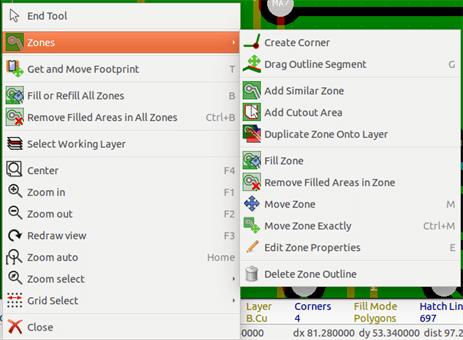 MA7
End Tool
Zones
Get and Move Footprint T
Fill or Refill All Zones B
Remove Filled Areas in All Zones Ctrl+B
Select Working Layer
Center F4
Zoom in F1
Zoom out F2
Redraw view F3
Zoom auto Home
Zoom select
Grid Select
Close
Create Corner
Drag Outline Segment G
Add Similar Zone
Add Cutout Area
Duplicate Zone Onto Layer
Fill Zone
Remove Filled Areas in Zone
Move Zone M
Move Zone Exactly Ctrl+M
Edit Zone Properties E
Delete Zone Outline
Layer Corners Fill Mode Hatch Lin
B.Cu 4 Polygons 697
0000 dx 81.280000 dy 53.340000 dist 97.2